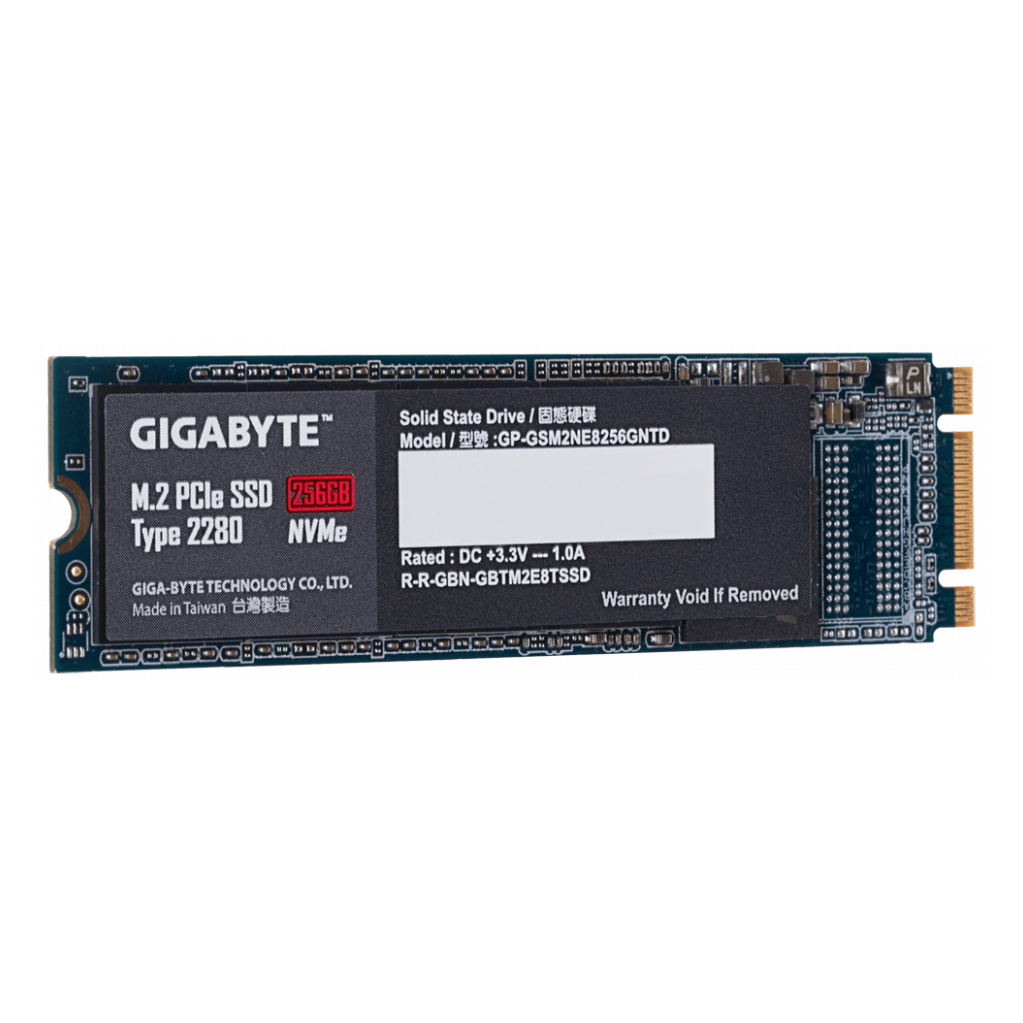 GIGABYTE™
M.2 PCIe SSD 256GB
Type 2280 NVMe
GIGA-BYTE TECHNOLOGY CO., LTD.
Made in Taiwan 台灣製造
Solid State Drive / 固態硬碟
Model / 型號 :GP-GSM2NE8256GNTD
Rated : DC +3.3V --- 1.0A
R-R-GBN-GBTM2E8TSSD
Warranty Void If Removed
P
LN